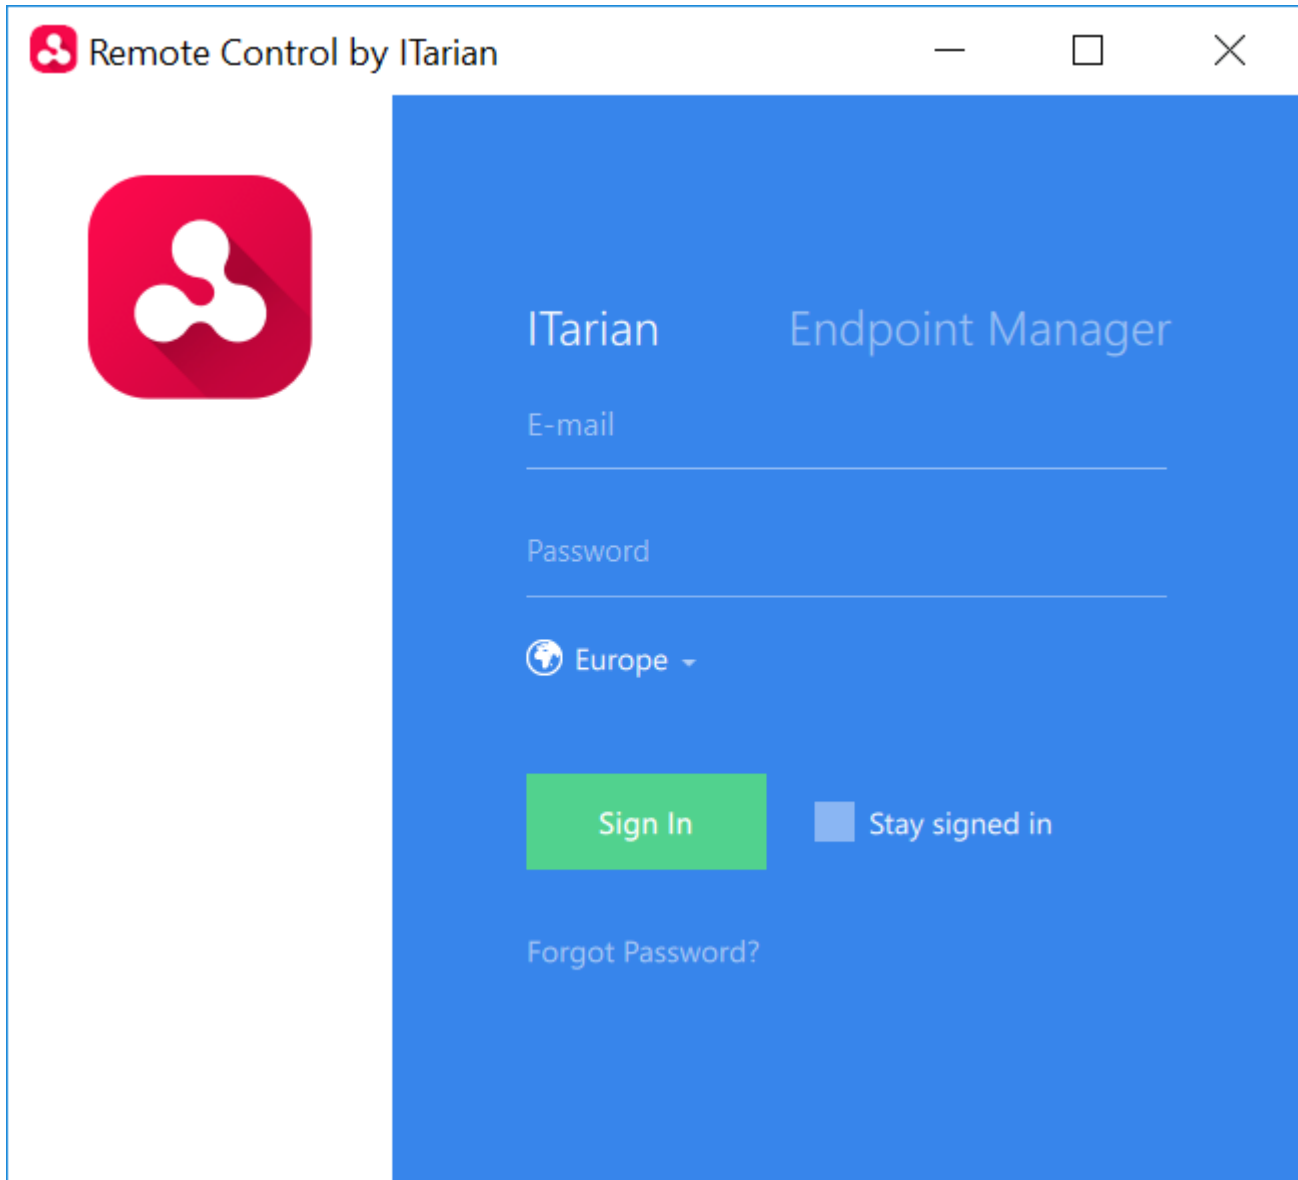 Remote Control by ITarian
ITarian Endpoint Manager
E-mail
Password
Europe
Sign In Stay signed in
Forgot Password?